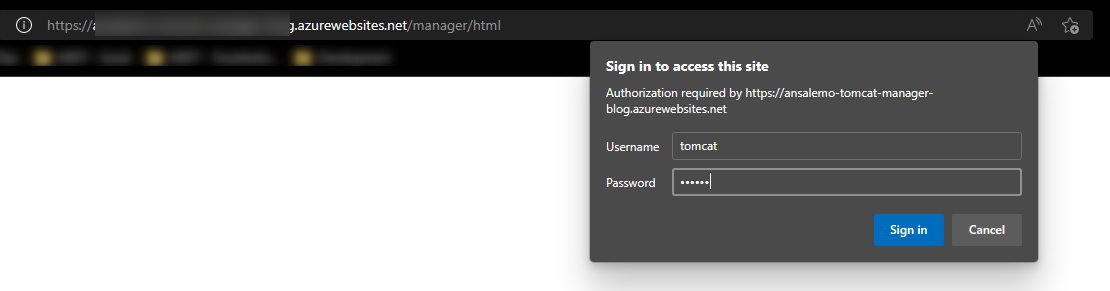 https://a .azurewebsites.net/manager/html
Sign in to access this site
Authorization required by https://ansalemo-tomcat-manager-
blog.azurewebsites.net
Username tomcat
Password ••••••
Sign in Cancel